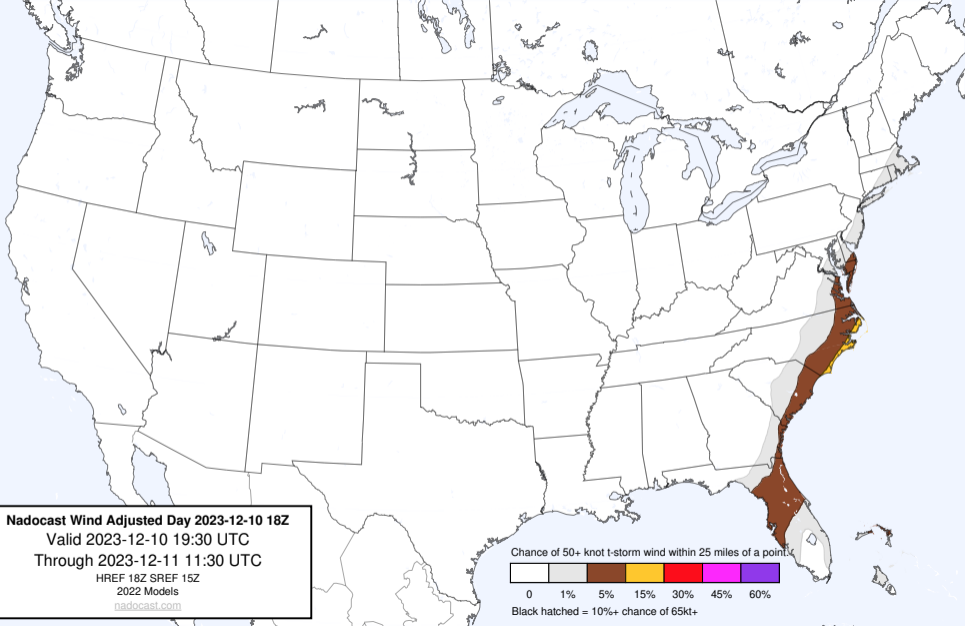 Nadocast Wind Adjusted Day 2023-12-10 18Z
Valid 2023-12-10 19:30 UTC
Through 2023-12-11 11:30 UTC
HREF 18Z SREF 15Z
2022 Models
nadocast.com
Chance of 50+ knot t-storm wind within 25 miles of a point.
0 1% 5% 15% 30% 45% 60%
Black hatched = 10%+ chance of 65kt+